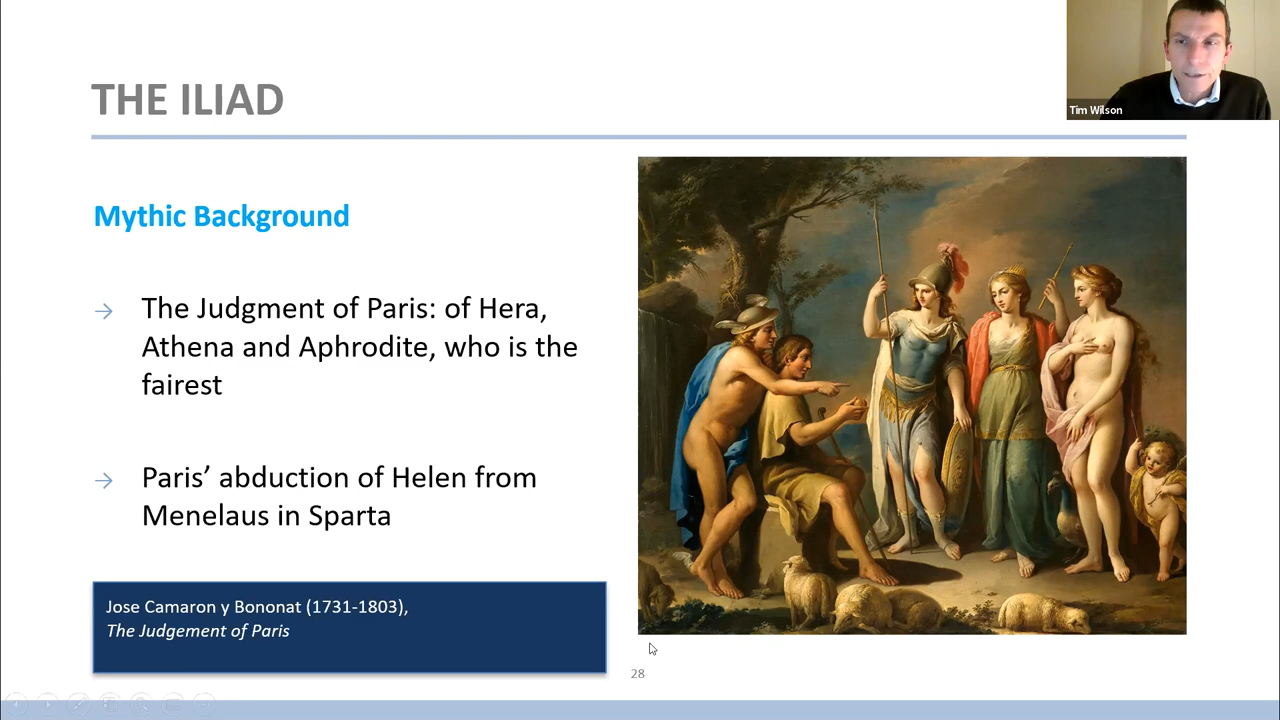 THE ILIAD
Tim Wilson
Mythic Background
The Judgment of Paris: of Hera,
Athena and Aphrodite, who is the
fairest
Paris’ abduction of Helen from
Menelaus in Sparta
Jose Camaron y Bononat (1731-1803),
The Judgement of Paris
28